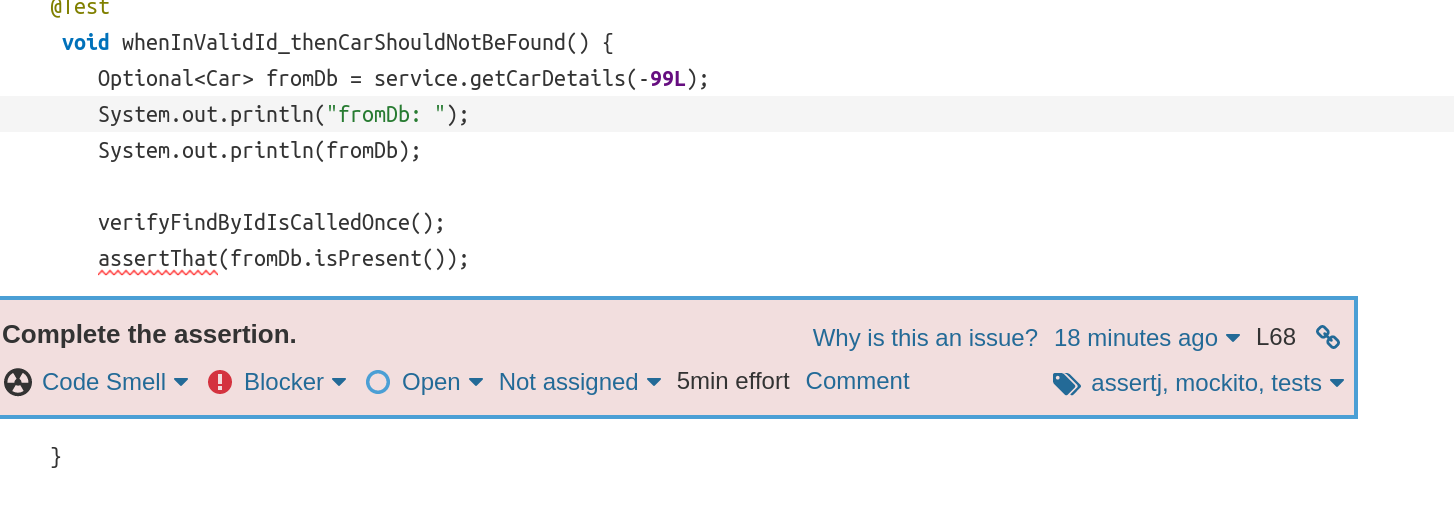 @Test
void whenInValidId_thenCarShouldNotBeFound() {
Optional<Car> fromDb = service.getCarDetails(-99L);
System.out.println("fromDb: ");
System.out.println(fromDb);
verifyFindByIdIsCalledOnce();
assertThat(fromDb.isPresent());
Complete the assertion. Why is this an issue? 18 minutes ago L68
Code Smell Blocker Open Not assigned 5min effort Comment assertj, mockito, tests
}